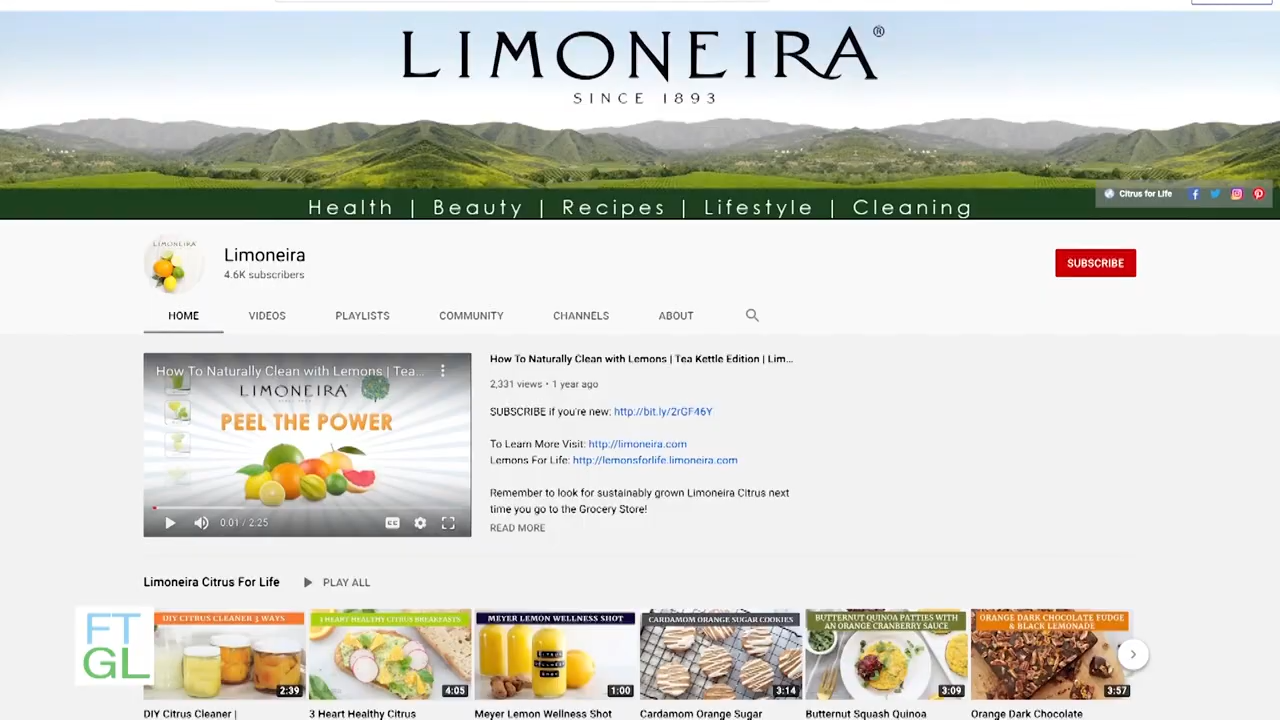 LIMONEIRA®
SINCE 1893
Citrus for Life
Health | Beauty | Recipes | Lifestyle | Cleaning
LIMONEIRA
Limoneira
4.6K subscribers
SUBSCRIBE
HOME VIDEOS PLAYLISTS COMMUNITY CHANNELS ABOUT
How To Naturally Clean with Lemons | Tea...
LIMONEIRA
PEEL THE POWER
0:01 / 2:25
CC
How To Naturally Clean with Lemons | Tea Kettle Edition | Lim...
2,331 views • 1 year ago
SUBSCRIBE if you're new: http://bit.ly/2rGF46Y
To Learn More Visit: http://limoneira.com
Lemons For Life: http://lemonsforlife.limoneira.com
Remember to look for sustainably grown Limoneira Citrus next
time you go to the Grocery Store!
READ MORE
Limoneira Citrus For Life PLAY ALL
FT
GL
DIY CITRUS CLEANER 3 WAYS
2:39
DIY Citrus Cleaner |
3 HEART HEALTHY CITRUS BREAKFASTS
4:05
3 Heart Healthy Citrus
MEYER LEMON WELLNESS SHOT
LEMON
WELLNESS
SHOT
1:00
Meyer Lemon Wellness Shot
CARDAMOM ORANGE SUGAR COOKIES
3:14
Cardamom Orange Sugar
BUTTERNUT QUINOA PATTIES WITH
AN ORANGE CRANBERRY SAUCE
3:09
Butternut Squash Quinoa
ORANGE DARK CHOCOLATE FUDGE
& BLACK LEMONADE
3:57
Orange Dark Chocolate